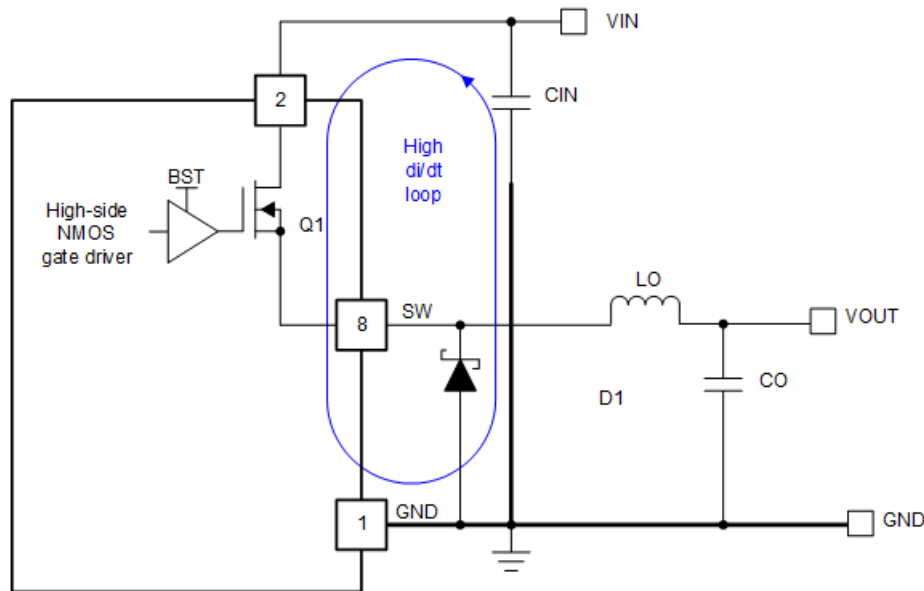 VIN
2
CIN
High
di/dt
loop
BST
High-side
NMOS
gate driver
Q1
LO
8
SW
VOUT
D1
CO
1
GND
GND